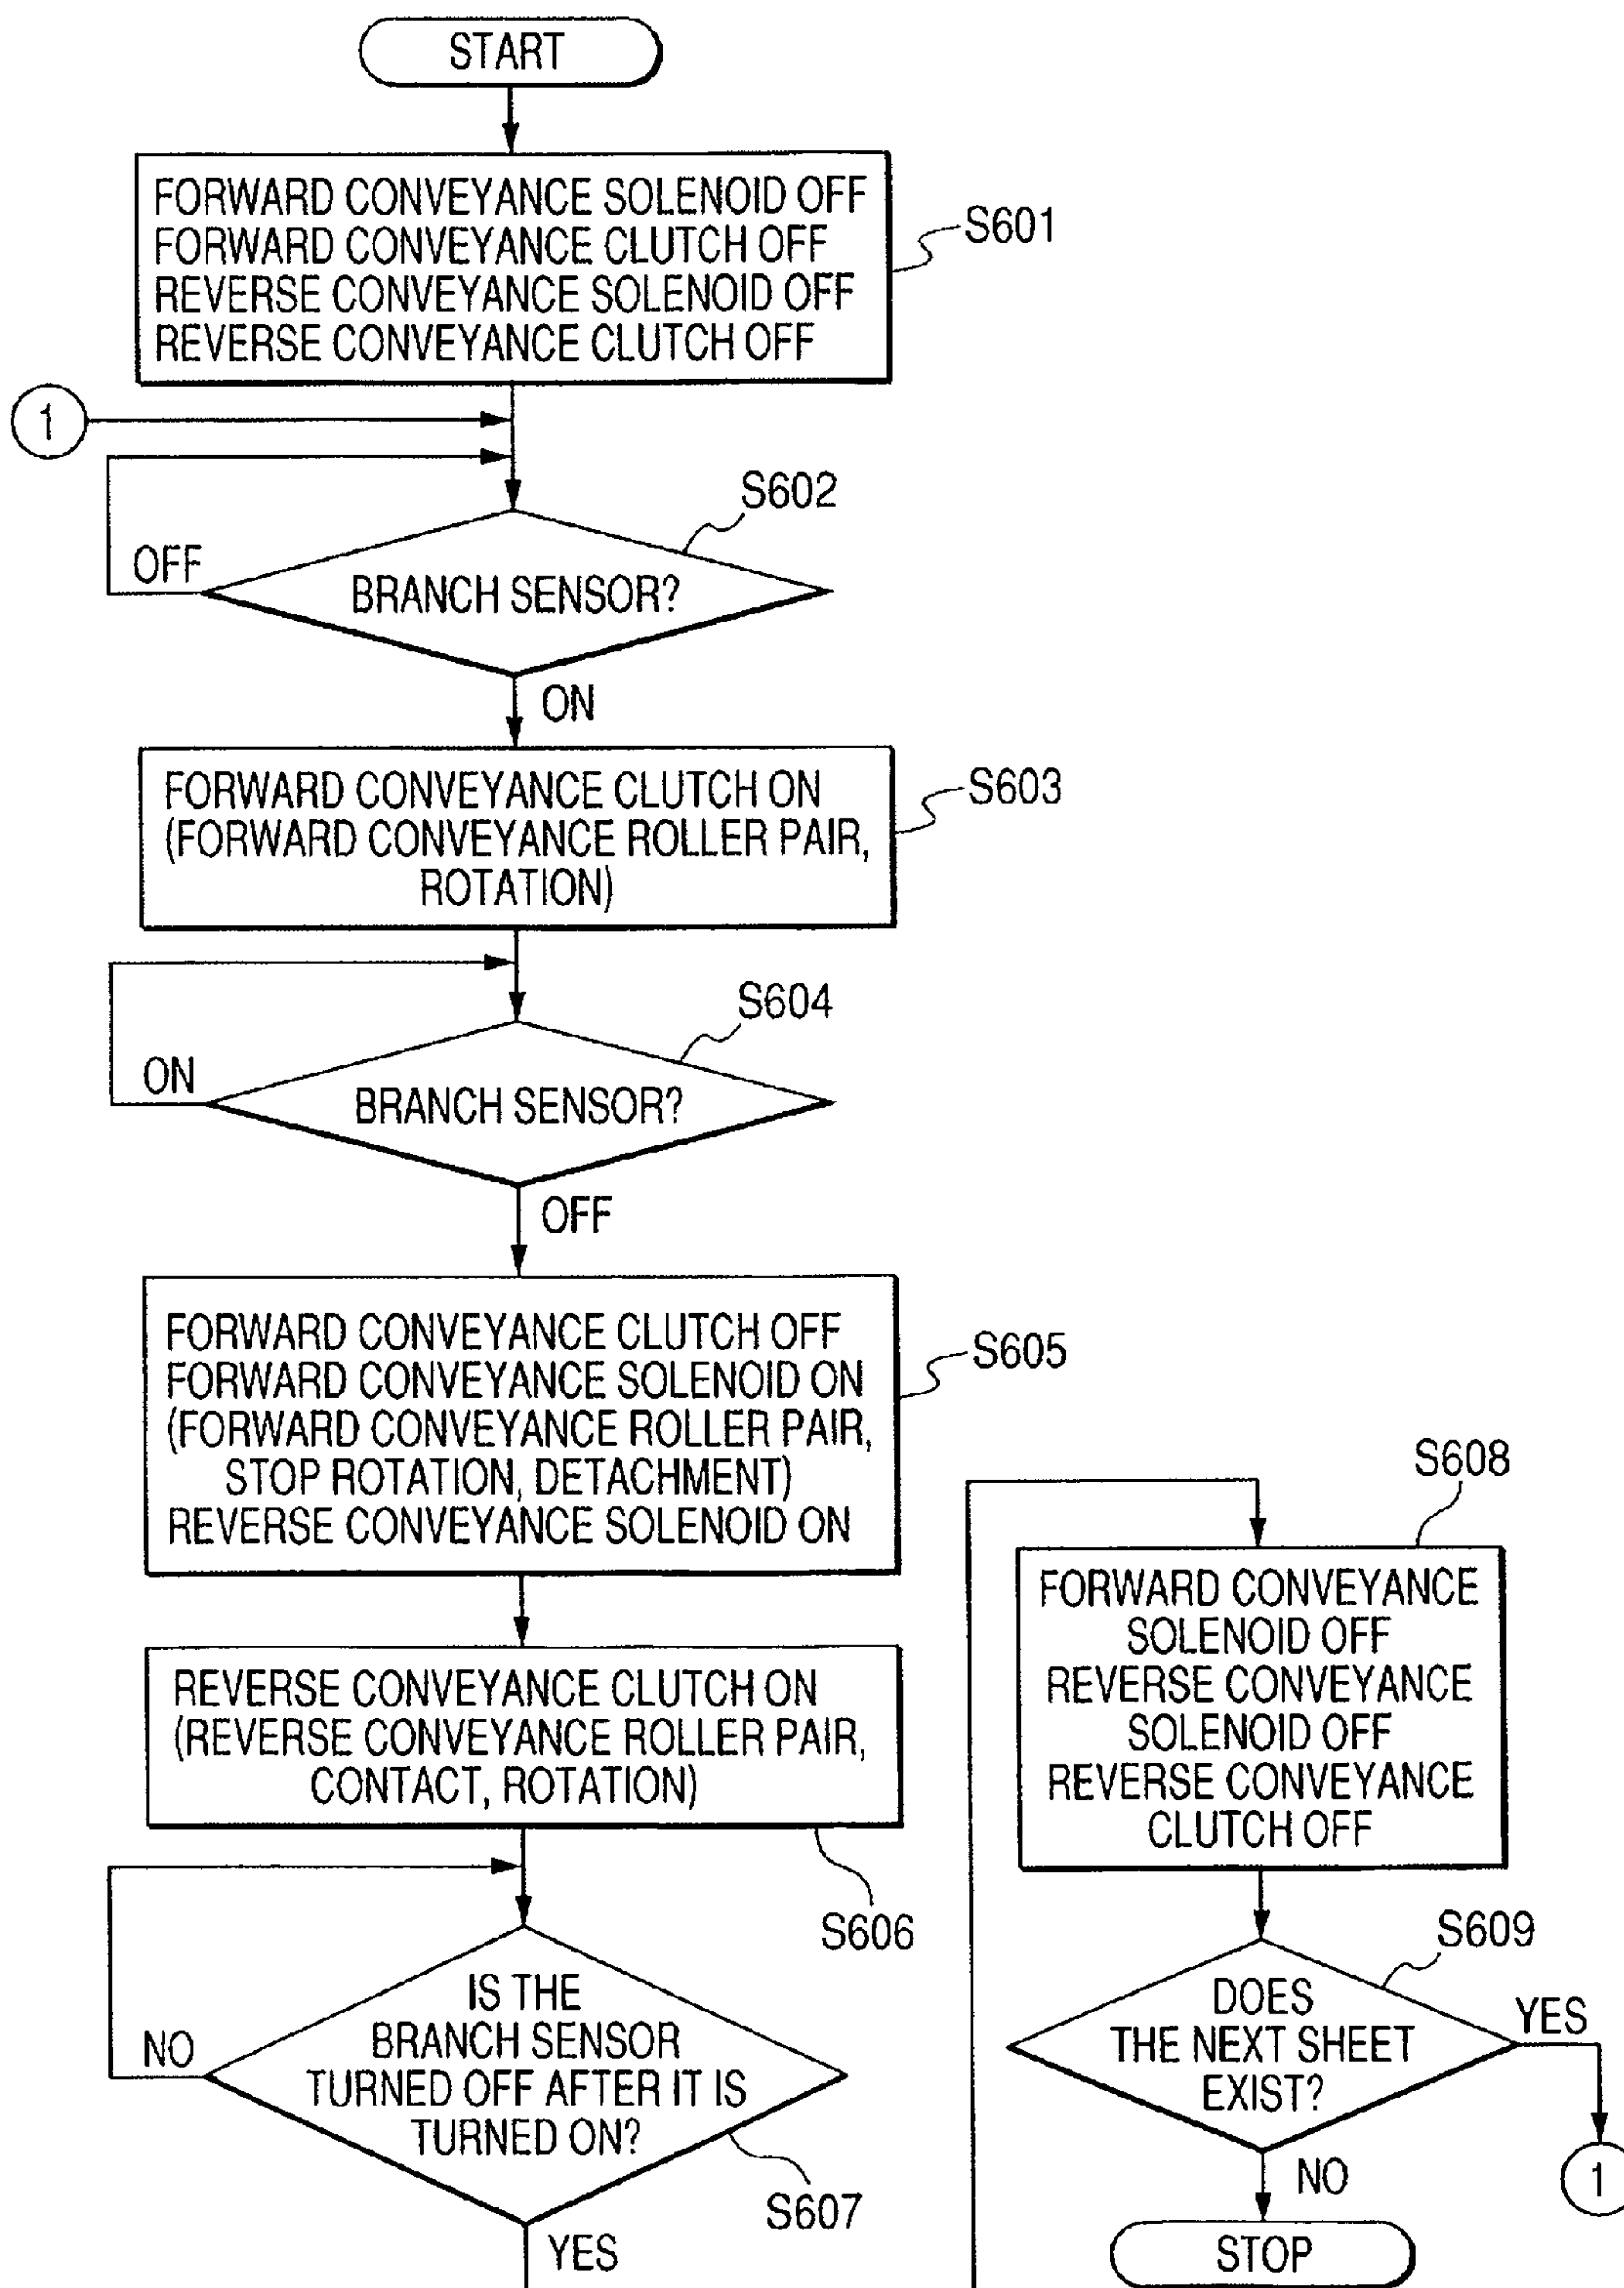 START
FORWARD CONVEYANCE SOLENOID OFF
FORWARD CONVEYANCE CLUTCH OFF
REVERSE CONVEYANCE SOLENOID OFF
REVERSE CONVEYANCE CLUTCH OFF
S601
1
S602
OFF
BRANCH SENSOR?
ON
FORWARD CONVEYANCE CLUTCH ON
(FORWARD CONVEYANCE ROLLER PAIR,
ROTATION)
S603
S604
ON
BRANCH SENSOR?
OFF
FORWARD CONVEYANCE CLUTCH OFF
FORWARD CONVEYANCE SOLENOID ON
(FORWARD CONVEYANCE ROLLER PAIR,
STOP ROTATION, DETACHMENT)
REVERSE CONVEYANCE SOLENOID ON
S605
REVERSE CONVEYANCE CLUTCH ON
(REVERSE CONVEYANCE ROLLER PAIR,
CONTACT, ROTATION)
S606
NO
IS THE
BRANCH SENSOR
TURNED OFF AFTER IT IS
TURNED ON?
S607
YES
S608
FORWARD CONVEYANCE
SOLENOID OFF
REVERSE CONVEYANCE
SOLENOID OFF
REVERSE CONVEYANCE
CLUTCH OFF
S609
DOES
THE NEXT SHEET
EXIST?
YES
1
NO
STOP